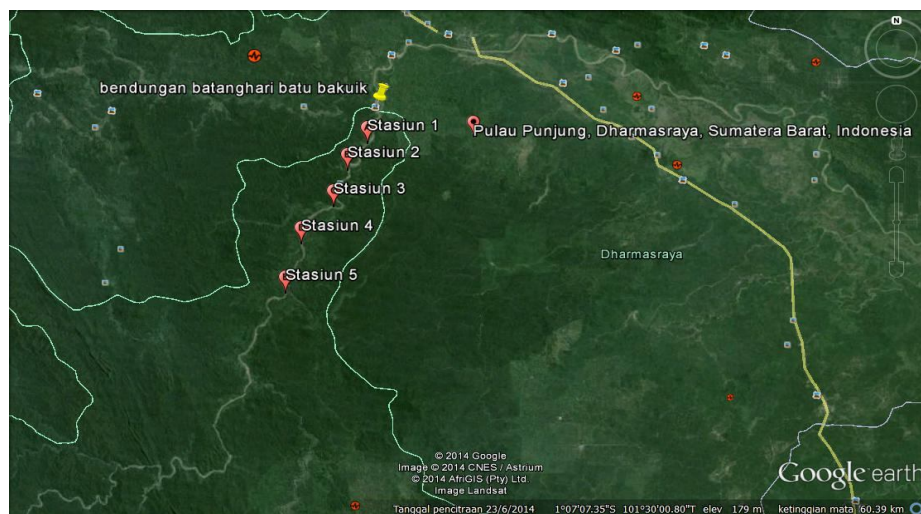 N
bendungan batanghari batu bakuik
Stasiun 1
Pulau Punjung, Dharmasraya, Sumatera Barat, Indonesia
Stasiun 2
Stasiun 3
Stasiun 4
Dharmasraya
Stasiun 5
© 2014 Google
Image © 2014 CNES / Astrium
© 2014 AfriGIS (Pty) Ltd.
Image Landsat
Google earth
Tanggal pencitraan 23/6/2014 1°07'07.35"S 101°30'00.80"T elev 179 m ketinggian mata 60.39 km